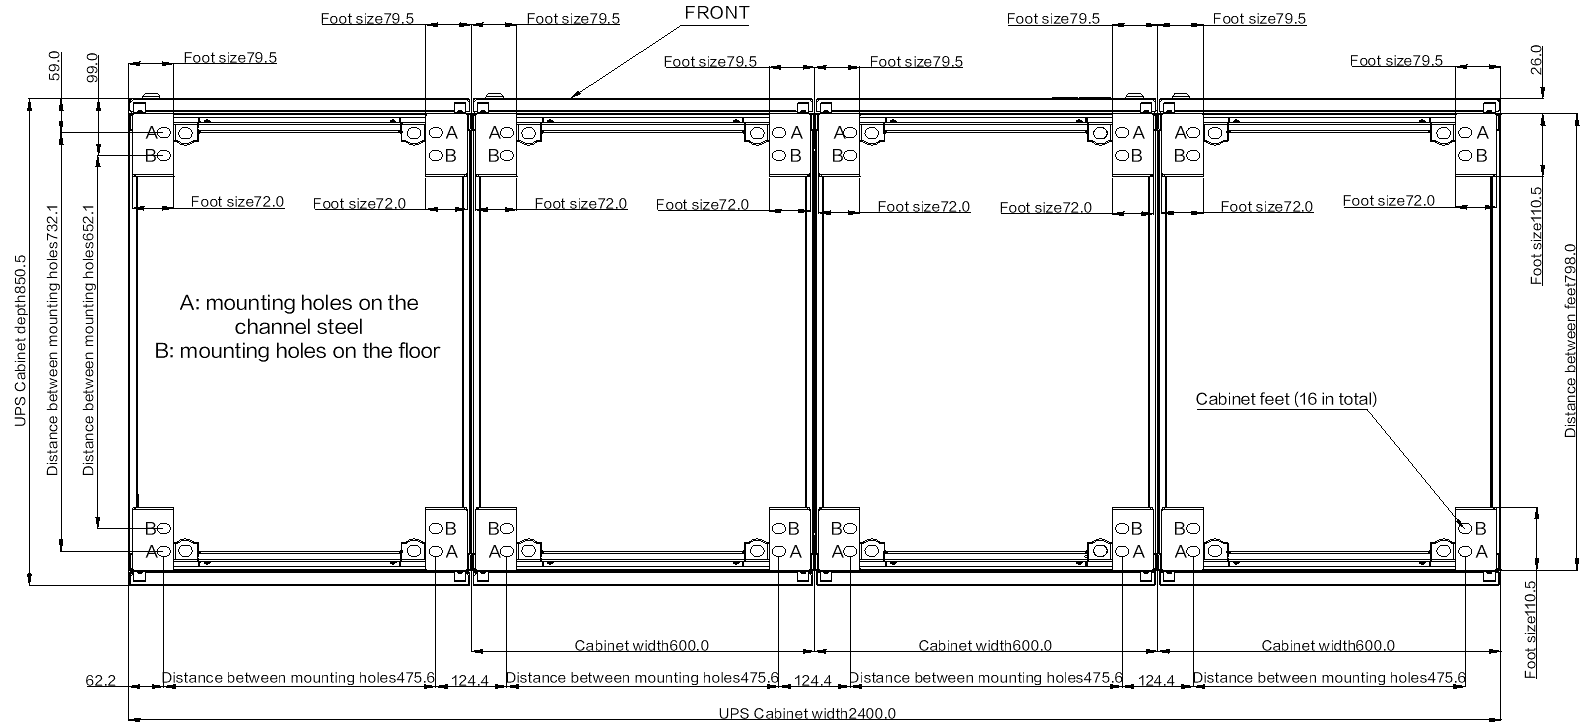 FRONT
Foot size79.5
Foot size79.5
Foot size79.5
Foot size79.5
Foot size79.5
Foot size79.5
Foot size79.5
Foot size79.5
59.0
99.0
26.0
A
A
A
A
A
A
A
A
B
B
B
B
B
B
B
B
Foot size72.0
Foot size72.0
Foot size72.0
Foot size72.0
Foot size72.0
Foot size72.0
Foot size72.0
Foot size72.0
UPS Cabinet depth850.5
Distance between mounting holes732.1
Distance between mounting holes652.1
Foot size110.5
Distance between feet798.0
A: mounting holes on the
channel steel
B: mounting holes on the floor
Cabinet feet (16 in total)
B
B
B
B
B
B
B
B
A
A
A
A
A
A
A
A
Foot size110.5
Cabinet width600.0
Cabinet width600.0
Cabinet width600.0
62.2
Distance between mounting holes475.6
124.4
Distance between mounting holes475.6
124.4
Distance between mounting holes475.6
124.4
Distance between mounting holes475.6
UPS Cabinet width2400.0